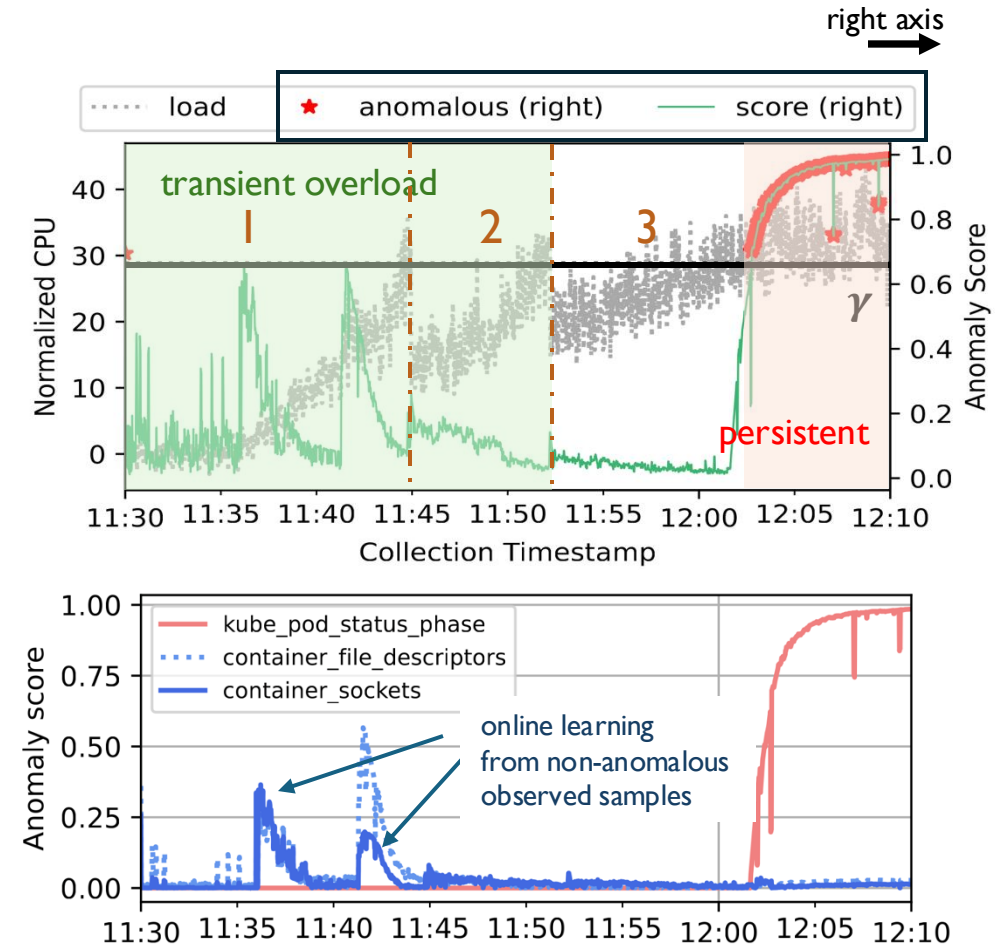 right axis
load anomalous (right) score (right)
transient overload
1 2 3
γ
persistent
40
30
20
10
0
Normalized CPU
1.0
0.8
0.6
0.4
0.2
0.0
Anomaly Score
11:30 11:35 11:40 11:45 11:50 11:55 12:00 12:05 12:10
Collection Timestamp
1.00
0.75
0.50
0.25
0.00
Anomaly score
kube_pod_status_phase
container_file_descriptors
container_sockets
online learning
from non-anomalous
observed samples
11:30 11:35 11:40 11:45 11:50 11:55 12:00 12:05 12:10